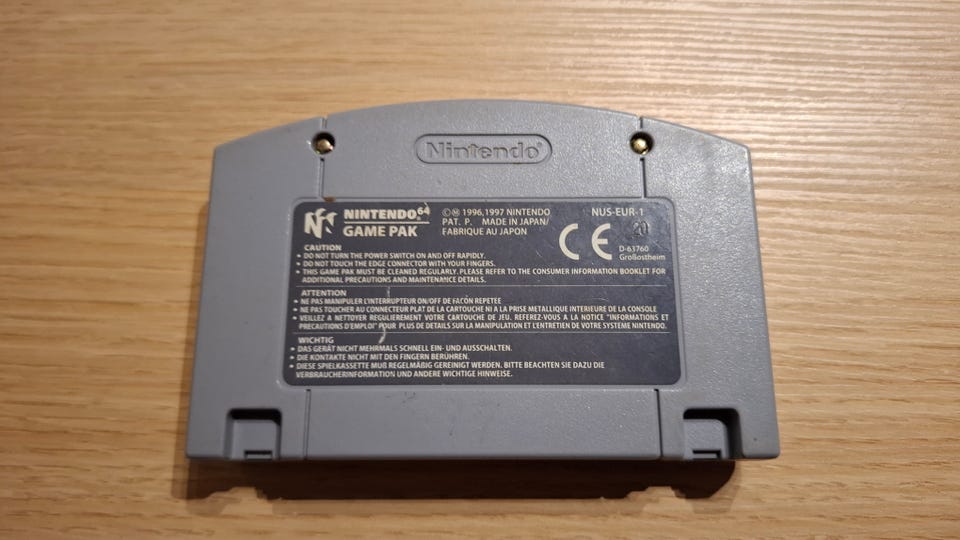 Nintendo
NINTENDO 64
GAME PAK
©Ⓜ 1996,1997 NINTENDO
PAT. P. MADE IN JAPAN/
FABRIQUE AU JAPON
NUS-EUR-1
20
CE
D-63760
Großostheim
CAUTION
• DO NOT TURN THE POWER SWITCH ON AND OFF RAPIDLY.
• DO NOT TOUCH THE EDGE CONNECTOR WITH YOUR FINGERS.
• THIS GAME PAK MUST BE CLEANED REGULARLY. PLEASE REFER TO THE CONSUMER INFORMATION BOOKLET FOR
ADDITIONAL PRECAUTIONS AND MAINTENANCE DETAILS.
ATTENTION
• NE PAS MANIPULER L'INTERRUPTEUR ON/OFF DE FACON REPETEE
• NE PAS TOUCHER AU CONNECTEUR PLAT DE LA CARTOUCHE NI A LA PRISE METALLIQUE INTERIEURE DE LA CONSOLE
• VEILLEZ A NETTOYER REGULIEREMENT VOTRE CARTOUCHE DE JEU. REFEREZ-VOUS A LA NOTICE "INFORMATIONS ET
PRECAUTIONS D'EMPLOI" POUR PLUS DE DETAILS SUR LA MANIPULATION ET L'ENTRETIEN DE VOTRE SYSTEME NINTENDO.
WICHTIG
• DAS GERÄT NICHT MEHRMALS SCHNELL EIN- UND AUSSCHALTEN.
• DIE KONTAKTE NICHT MIT DEN FINGERN BERÜHREN.
• DIESE SPIELKASSETTE MUß REGELMÄßIG GEREINIGT WERDEN. BITTE BEACHTEN SIE DAZU DIE
VERBRAUCHERINFORMATION UND ANDERE WICHTIGE HINWEISE.